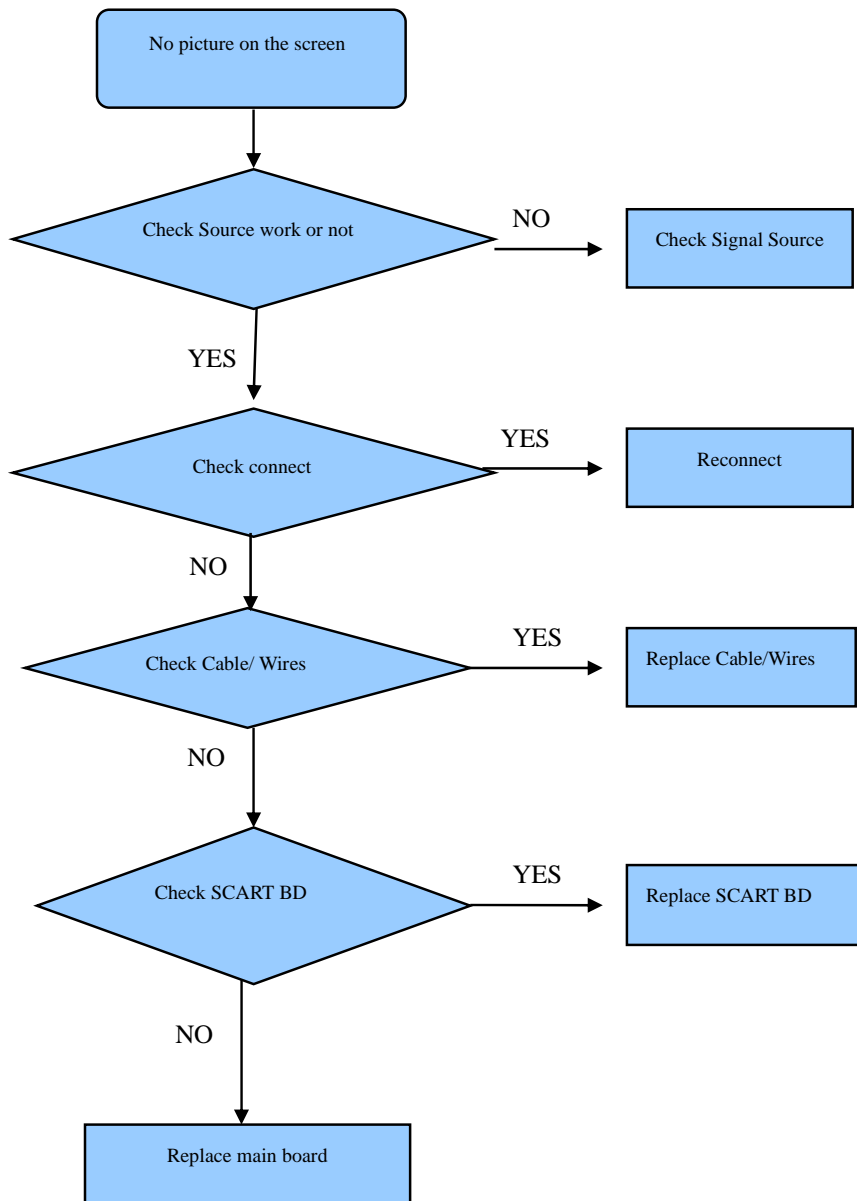 No picture on the screen
Check Source work or not
NO
Check Signal Source
YES
Check connect
YES
Reconnect
NO
Check Cable/ Wires
YES
Replace Cable/Wires
NO
Check SCART BD
YES
Replace SCART BD
NO
Replace main board